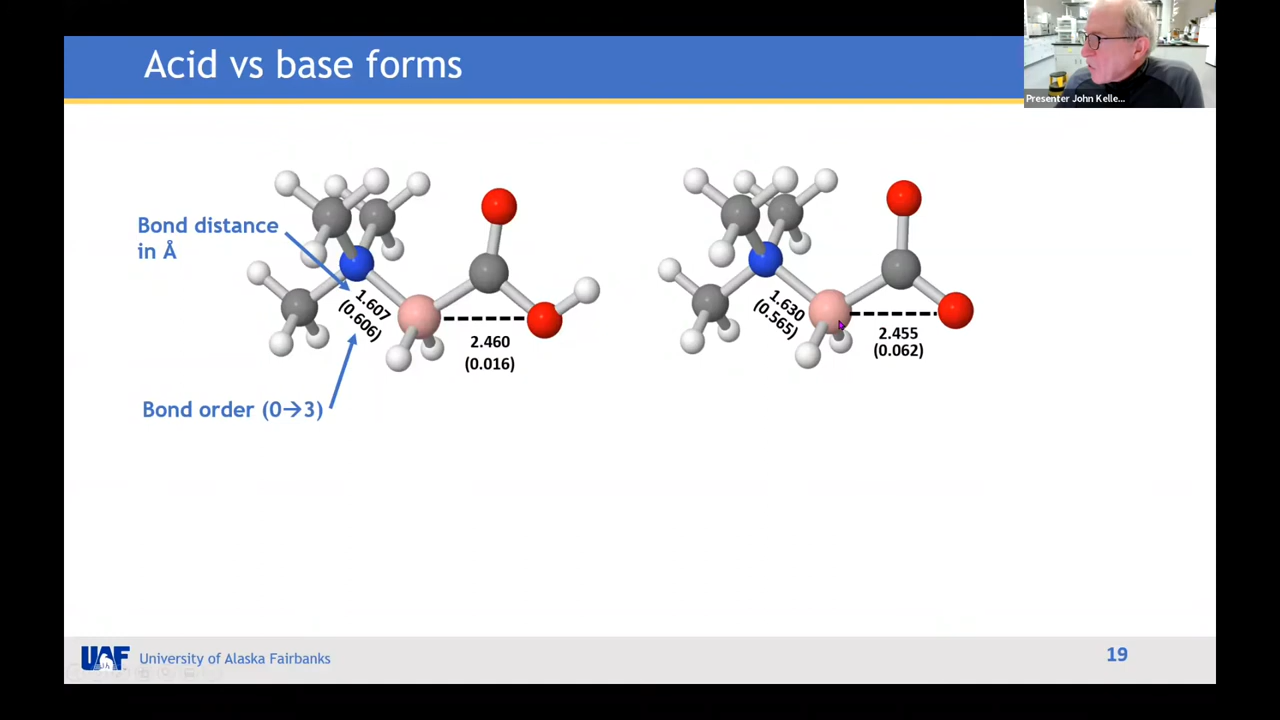 Acid vs base forms
Presenter John Kelle...
Bond distance
in Å
1.607
(0.606)
2.460
(0.016)
Bond order (0→3)
1.630
(0.565)
2.455
(0.062)
UAF
University of Alaska Fairbanks
19